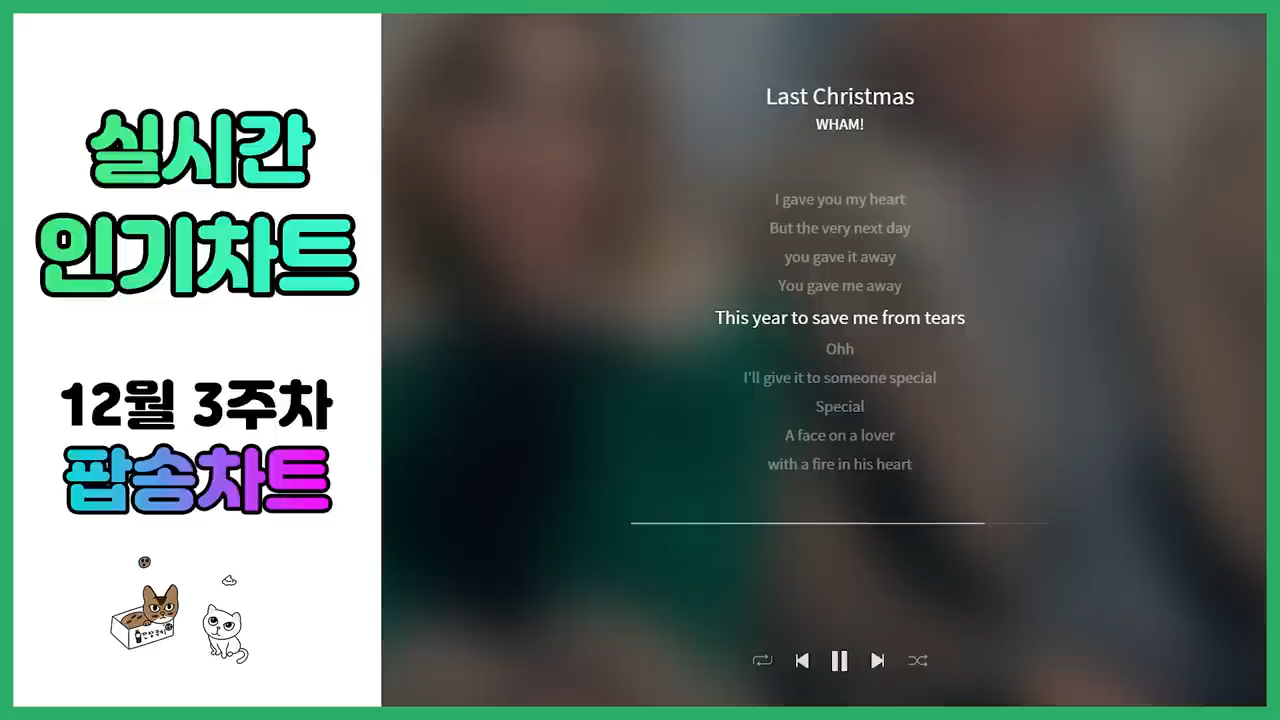 실시간
인기차트
12월 3주차
팝송차트
Last Christmas
WHAM!
I gave you my heart
But the very next day
you gave it away
You gave me away
This year to save me from tears
Ohh
I'll give it to someone special
Special
A face on a lover
with a fire in his heart